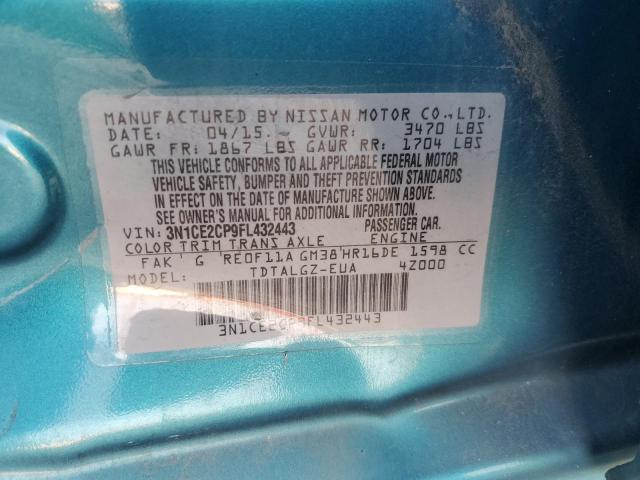 MANUFACTURED BY NISSAN MOTOR CO., LTD.
DATE: 04/15 GVWR: 3470 LBS
GAWR FR: 1867 LBS GAWR RR: 1704 LBS
THIS VEHICLE CONFORMS TO ALL APPLICABLE FEDERAL MOTOR
VEHICLE SAFETY, BUMPER AND THEFT PREVENTION STANDARDS
IN EFFECT ON THE DATE OF MANUFACTURE SHOWN ABOVE.
SEE OWNER'S MANUAL FOR ADDITIONAL INFORMATION.
VIN: 3N1CE2CP9FL432443 PASSENGER CAR.
COLOR TRIM TRANS AXLE ENGINE
FAK G RE0F11A GM38 HR16DE 1598 CC
MODEL: TDTALGZ-EUA 4Z000
3N1CE2CP9FL432443